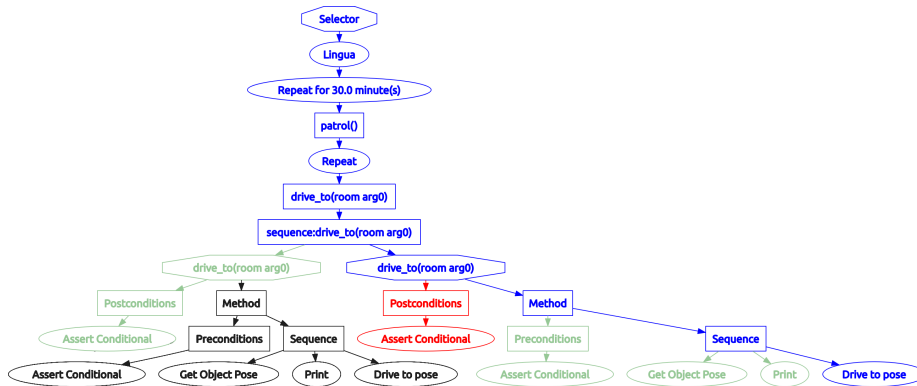 Selector
Lingua
Repeat for 30.0 minute(s)
patrol()
Repeat
drive_to(room arg0)
sequence:drive_to(room arg0)
drive_to(room arg0) drive_to(room arg0)
Postconditions Method Postconditions Method
Assert Conditional Preconditions Sequence Assert Conditional Preconditions Sequence
Assert Conditional Get Object Pose Print Drive to pose Assert Conditional Get Object Pose Print Drive to pose